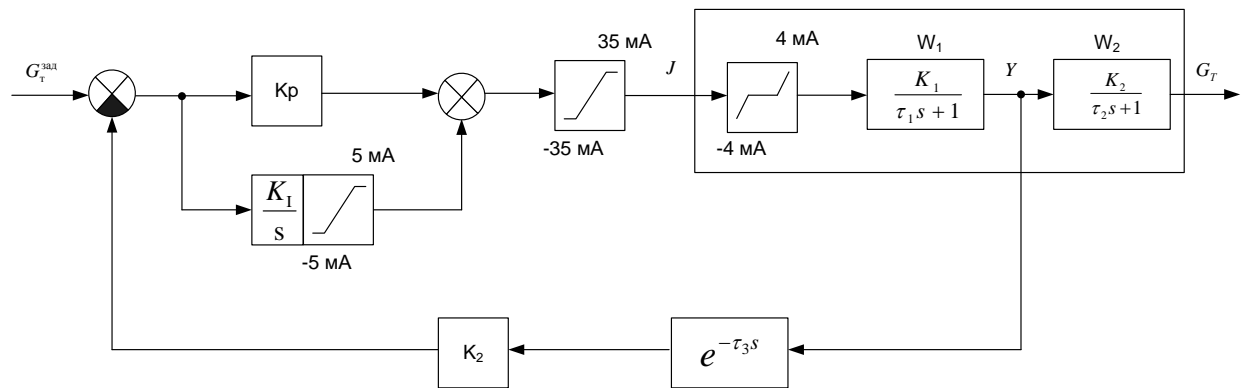 35 мА
4 мА
W₁
W₂
G_т^зад
Kp
J
K₁
τ₁s + 1
Y
K₂
τ₂s+1
G_T
-35 мА
-4 мА
5 мА
K_I
s
-5 мА
K₂
e^{-τ₃s}